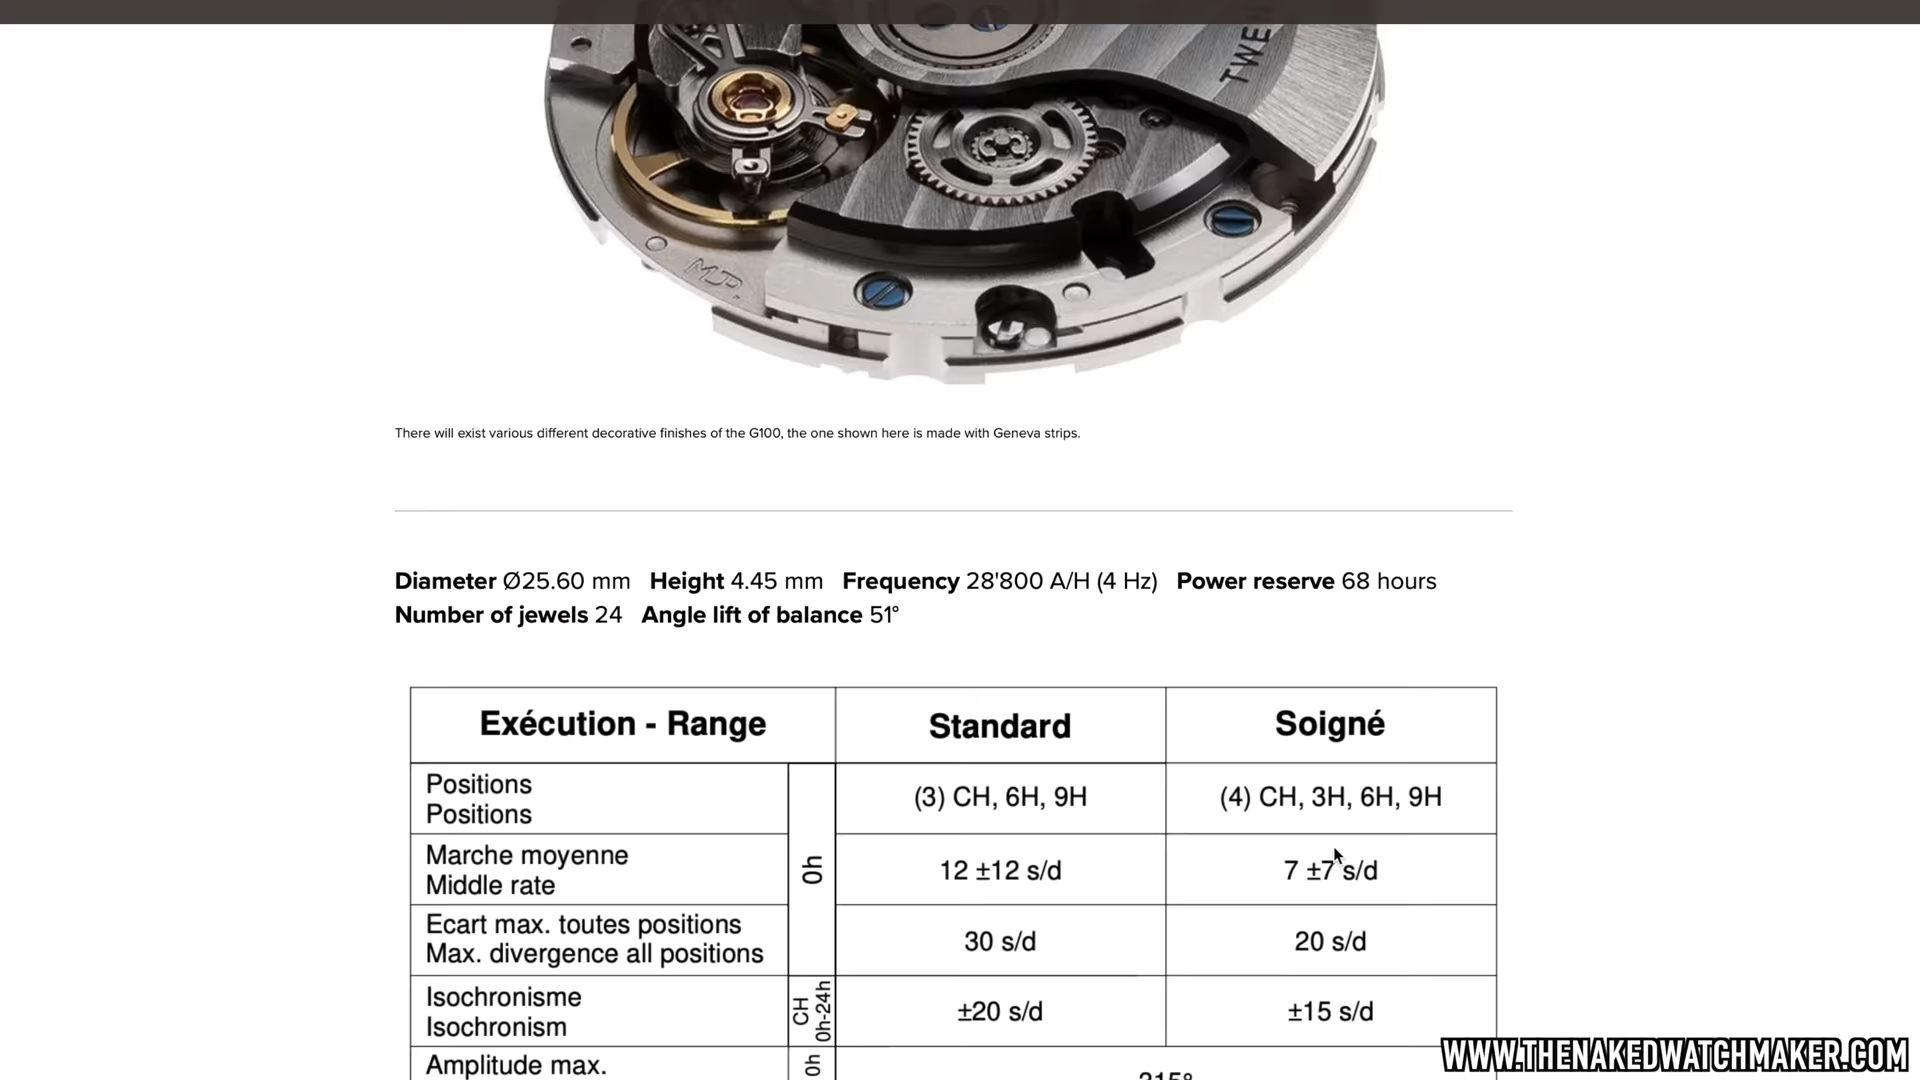 TWEN
MP.
There will exist various different decorative finishes of the G100, the one shown here is made with Geneva strips.
Diameter Ø25.60 mm Height 4.45 mm Frequency 28'800 A/H (4 Hz) Power reserve 68 hours
Number of jewels 24 Angle lift of balance 51°
Exécution - Range Standard Soigné
Positions
Positions
0h
(3) CH, 6H, 9H
(4) CH, 3H, 6H, 9H
Marche moyenne
Middle rate
12 ±12 s/d
7 ±7 s/d
Ecart max. toutes positions
Max. divergence all positions
30 s/d
20 s/d
Isochronisme
Isochronism
CH
0h-24h
±20 s/d
±15 s/d
Amplitude max.
0h
315°
WWW.THENAKEDWATCHMAKER.COM